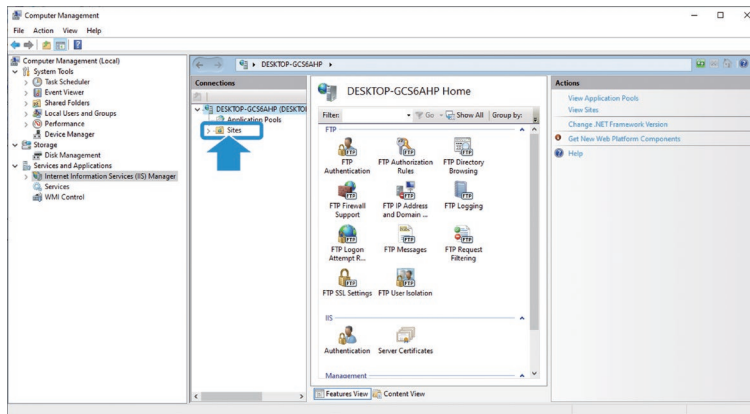 Computer Management
File Action View Help
Computer Management (Local)
System Tools
Task Scheduler
Event Viewer
Shared Folders
Local Users and Groups
Performance
Device Manager
Storage
Disk Management
Services and Applications
Internet Information Services (IIS) Manager
Services
WMI Control
DESKTOP-GCS6AHP
Connections
DESKTOP-GCS6AHP (DESKTO
Application Pools
Sites
DESKTOP-GCS6AHP Home
Filter: Go Show All Group by:
FTP
FTP Authentication
FTP Authorization Rules
FTP Directory Browsing
FTP Firewall Support
FTP IP Address and Domain ...
FTP Logging
FTP Logon Attempt R...
FTP Messages
FTP Request Filtering
FTP SSL Settings
FTP User Isolation
IIS
Authentication
Server Certificates
Management
Features View
Content View
Actions
View Application Pools
View Sites
Change .NET Framework Version
Get New Web Platform Components
Help